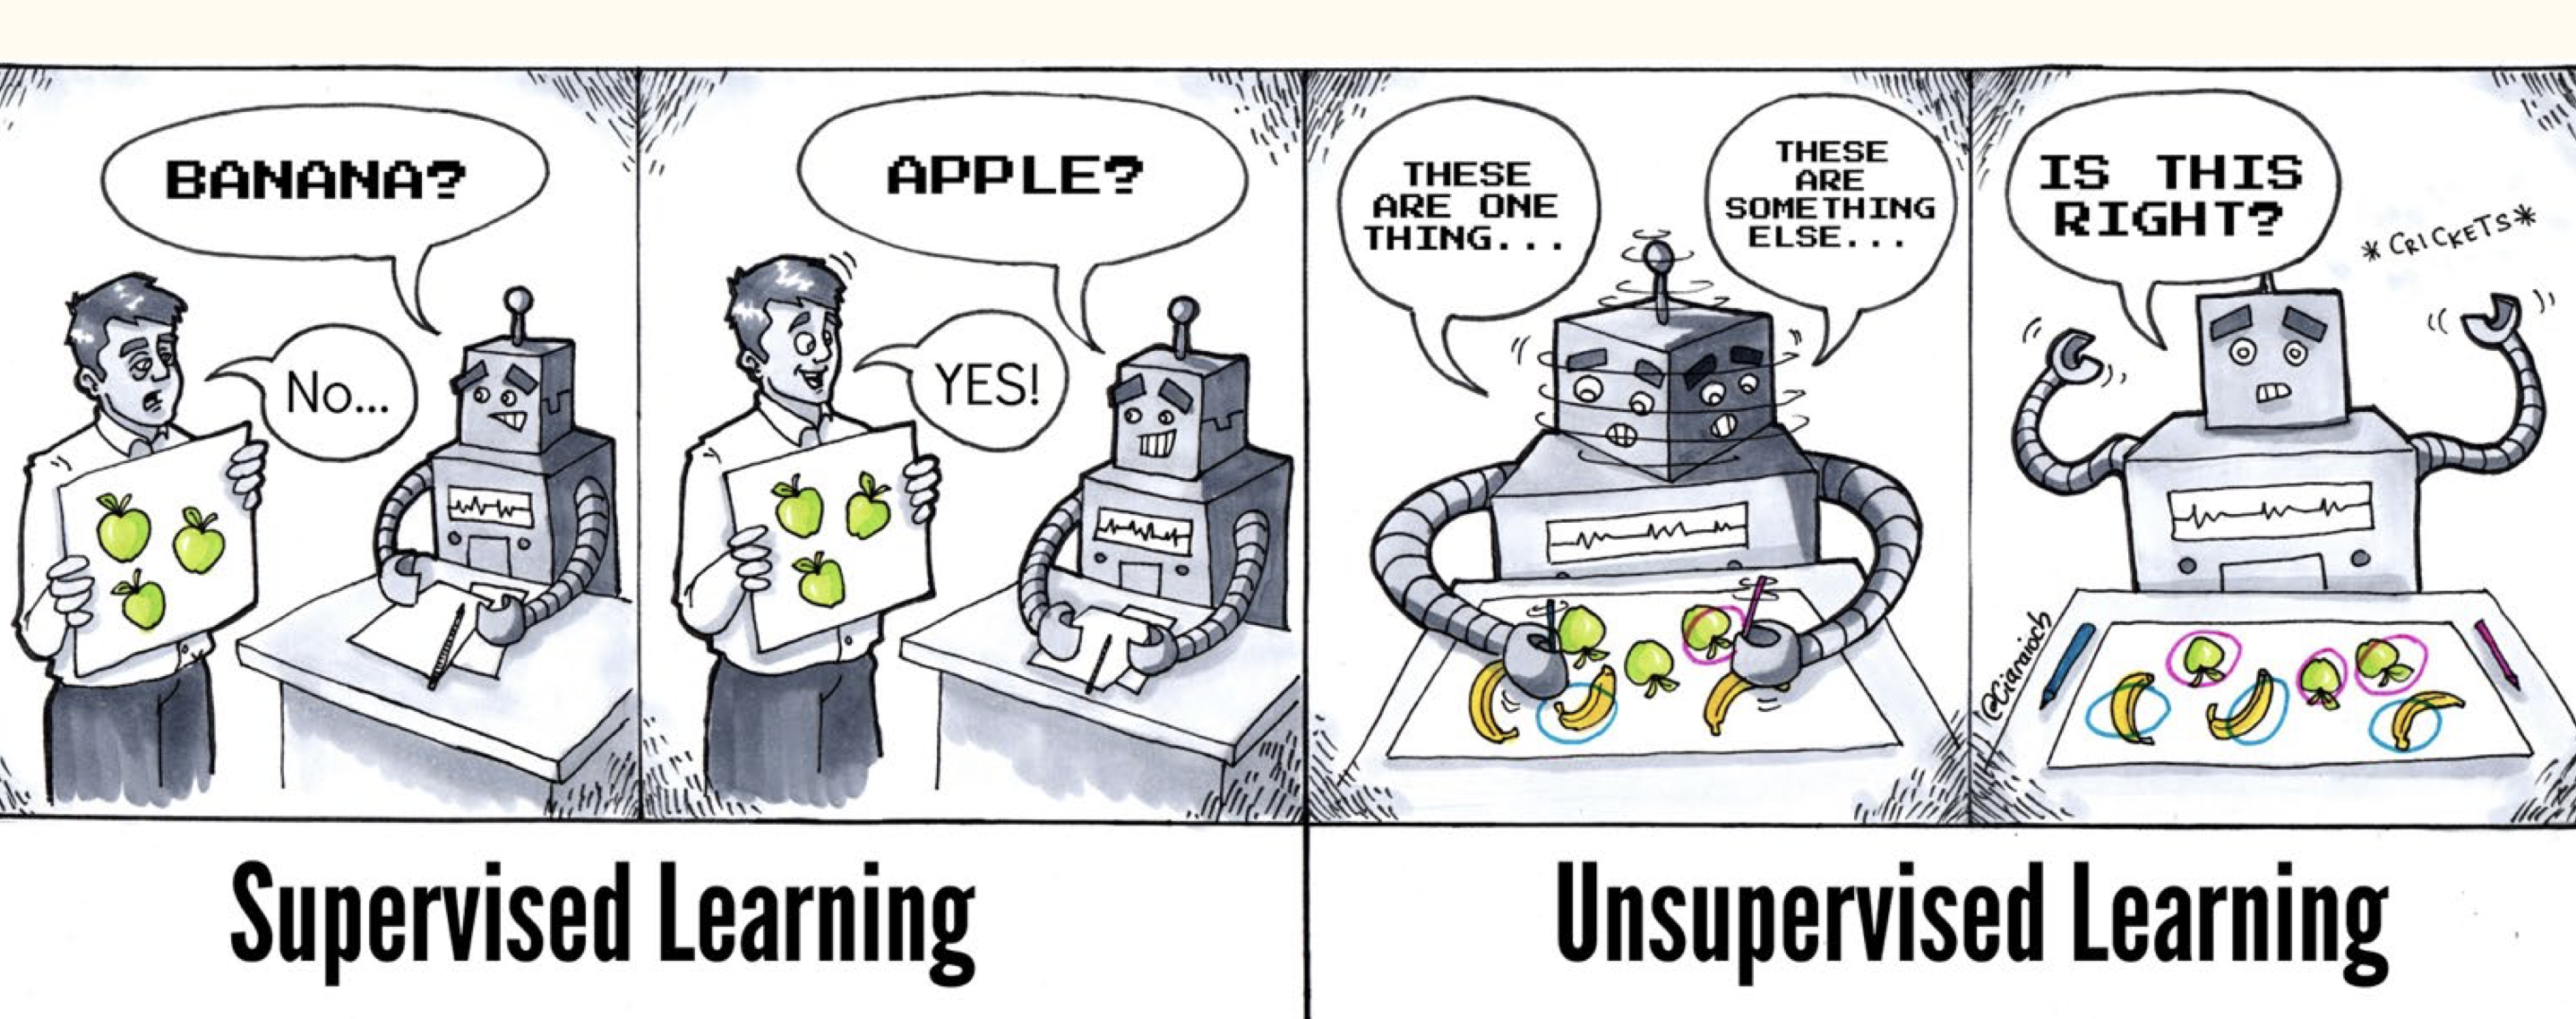 BANANA?
No...
APPLE?
YES!
THESE
ARE ONE
THING...
THESE
ARE
SOMETHING
ELSE...
IS THIS
RIGHT?
*CRICKETS*
@Ciaraioch
Supervised Learning
Unsupervised Learning